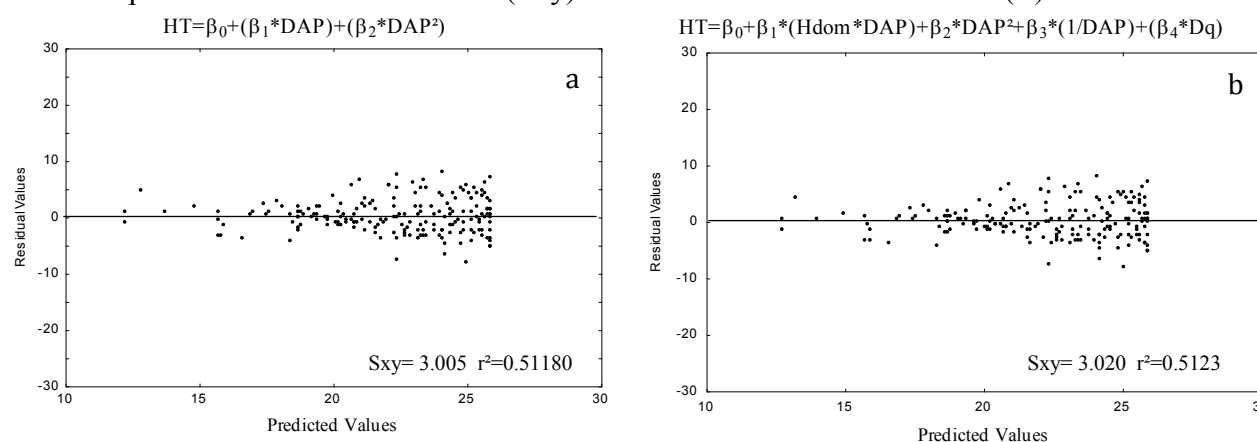 HT=β₀+(β₁*DAP)+(β₂*DAP²)
a
30
20
10
0
-10
-20
-30
Residual Values
Sxy= 3.005 r²=0.51180
10 15 20 25 30
Predicted Values
HT=β₀+β₁*(Hdom*DAP)+β₂*DAP²+β₃*(1/DAP)+(β₄*Dq)
b
30
20
10
0
-10
-20
-30
Residual Values
Sxy= 3.020 r²=0.5123
10 15 20 25
Predicted Values